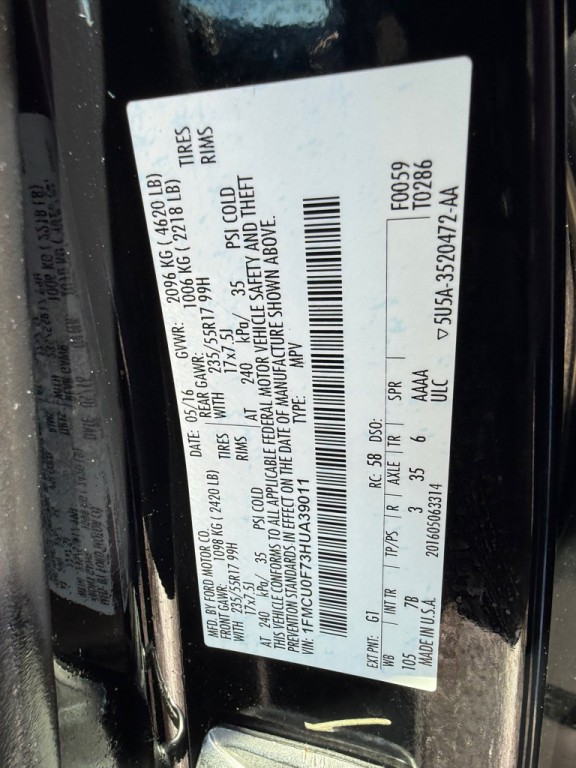 MFD. BY FORD MOTOR CO. DATE: 05/16 GVWR: 2096 KG ( 4620 LB)
FRONT GAWR: 1098 KG ( 2420 LB) REAR GAWR: 1006 KG ( 2218 LB)
WITH 235/55R17 99H TIRES WITH 235/55R17 99H TIRES
17x7.5J RIMS 17x7.5J RIMS
AT 240 kPa/ 35 PSI COLD AT 240 kPa/ 35 PSI COLD
THIS VEHICLE CONFORMS TO ALL APPLICABLE FEDERAL MOTOR VEHICLE SAFETY AND THEFT
PREVENTION STANDARDS IN EFFECT ON THE DATE OF MANUFACTURE SHOWN ABOVE.
VIN: 1FMCU0F73HUA39011 TYPE: MPV
EXT PNT: G1 RC: 58 DSO: F0059
WB INT TR TP/PS R AXLE TR SPR T0286
105 7B 3 35 6 AAAA
MADE IN U.S.A. 201605063314 ULC ▽ 5U5A-3520472-AA